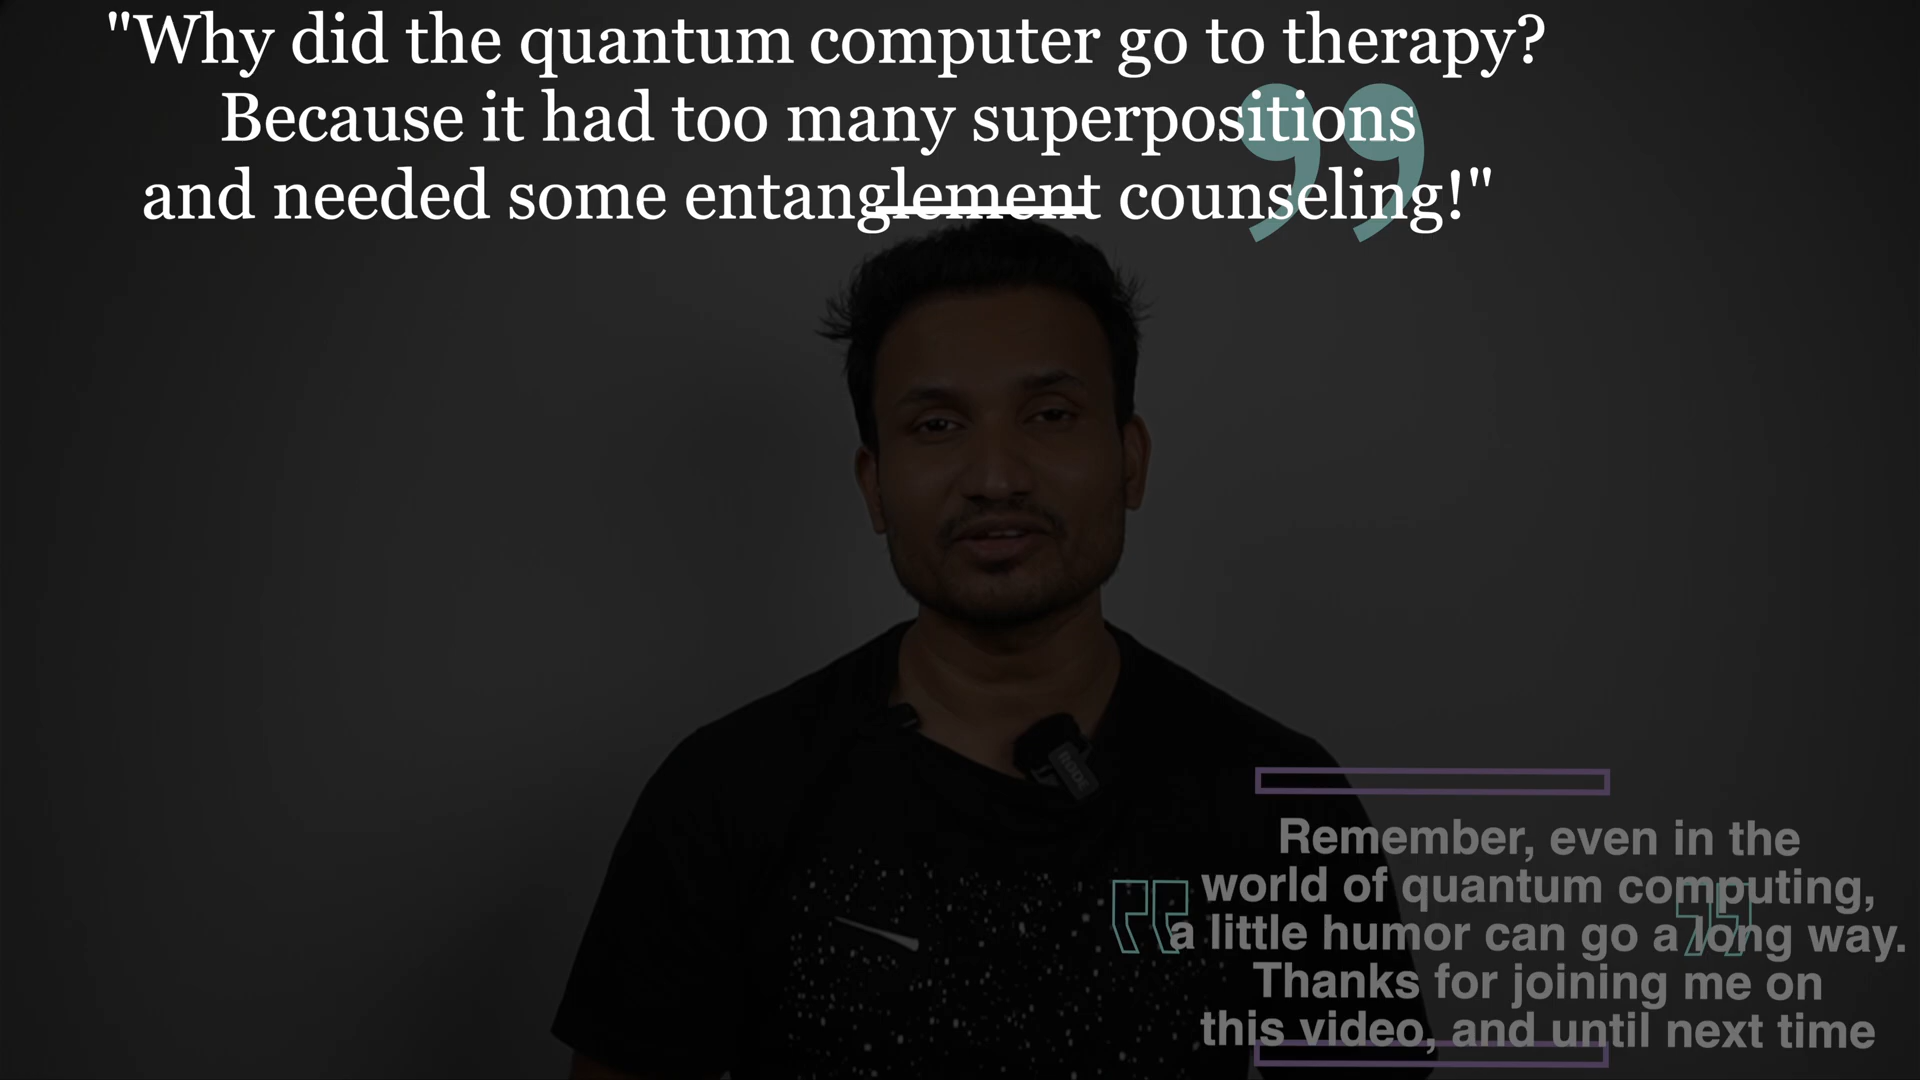 "Why did the quantum computer go to therapy?
Because it had too many superpositions
and needed some entanglement counseling!"
RODE
Remember, even in the
world of quantum computing,
a little humor can go a long way.
Thanks for joining me on
this video, and until next time